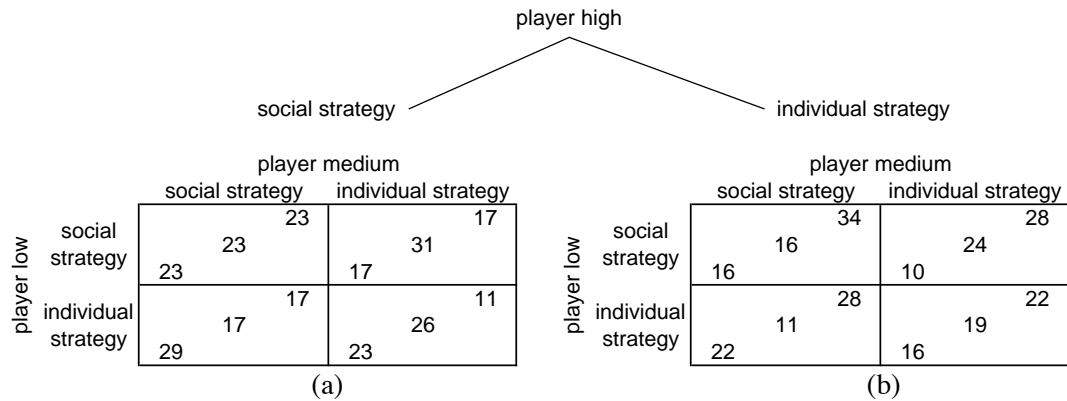 player high
social strategy individual strategy
player medium player medium
social strategy individual strategy social strategy individual strategy
player low
social
strategy
23 17
23 31
23 17
individual
strategy
17 11
17 26
29 23
(a)
player low
social
strategy
34 28
16 24
16 10
individual
strategy
28 22
11 19
22 16
(b)